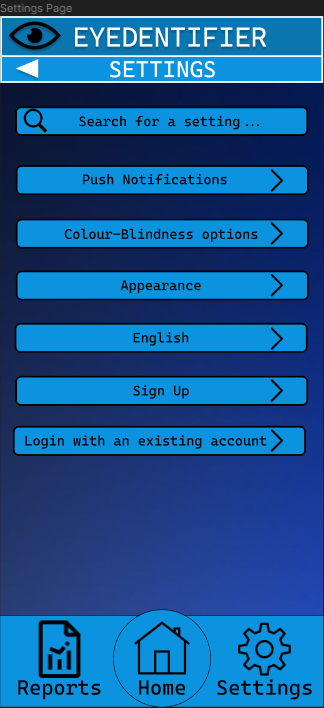 Settings Page
EYEDENTIFIER
SETTINGS
Search for a setting...
Push Notifications
Colour-Blindness options
Appearance
English
Sign Up
Login with an existing account
Reports
Home
Settings